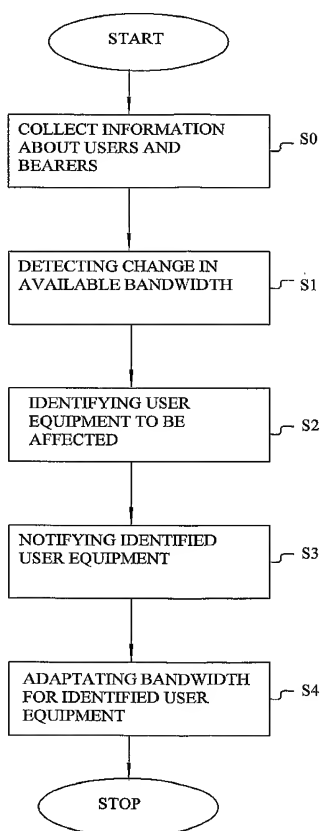 START
COLLECT INFORMATION
ABOUT USERS AND
BEARERS
S0
DETECTING CHANGE IN
AVAILABLE BANDWIDTH
S1
IDENTIFYING USER
EQUIPMENT TO BE
AFFECTED
S2
NOTIFYING IDENTIFIED
USER EQUIPMENT
S3
ADAPTATING BANDWIDTH
FOR IDENTIFIED USER
EQUIPMENT
S4
STOP